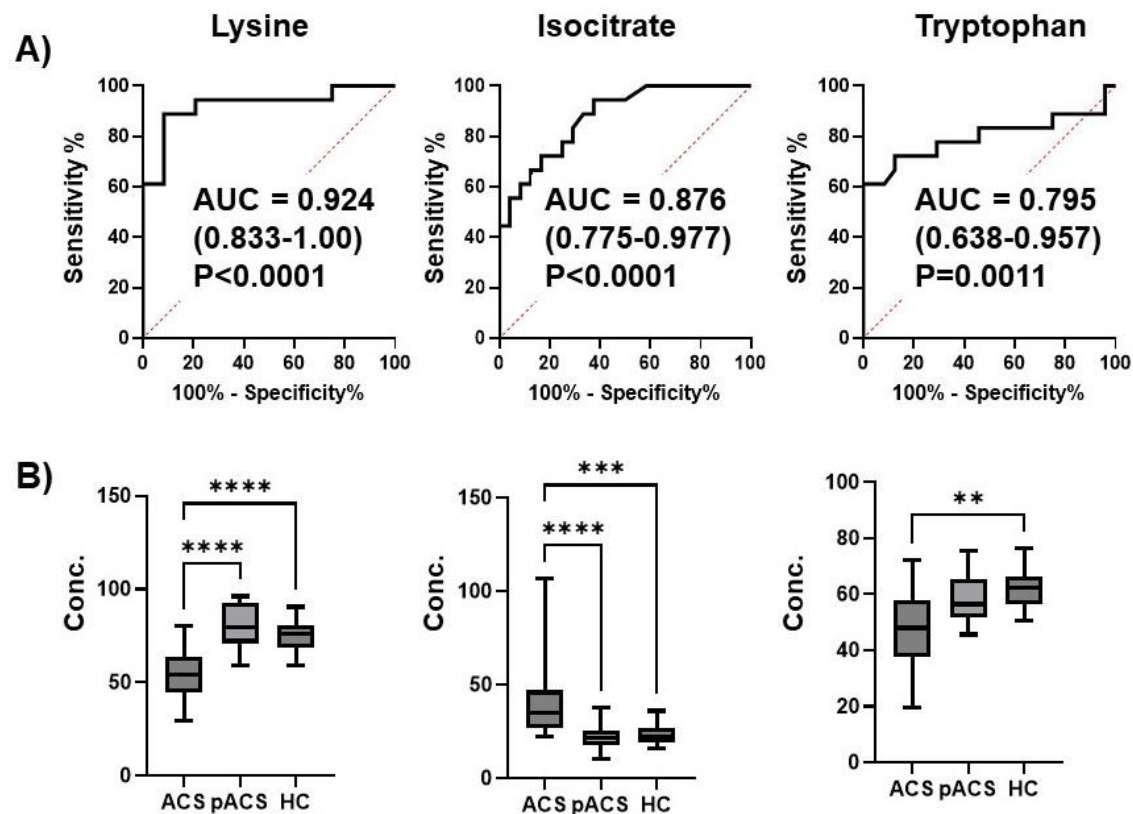 A)
Lysine
Isocitrate
Tryptophan
Sensitivity %
100
80
60
40
20
0
AUC = 0.924
(0.833-1.00)
P<0.0001
0 20 40 60 80 100
100% - Specificity%
Sensitivity %
100
80
60
40
20
0
AUC = 0.876
(0.775-0.977)
P<0.0001
0 20 40 60 80 100
100% - Specificity%
Sensitivity %
100
80
60
40
20
0
AUC = 0.795
(0.638-0.957)
P=0.0011
0 20 40 60 80 100
100% - Specificity%
B)
Conc.
150
100
50
0
****
****
ACS pACS HC
Conc.
150
100
50
0
***
****
ACS pACS HC
Conc.
100
80
60
40
20
0
**
ACS pACS HC